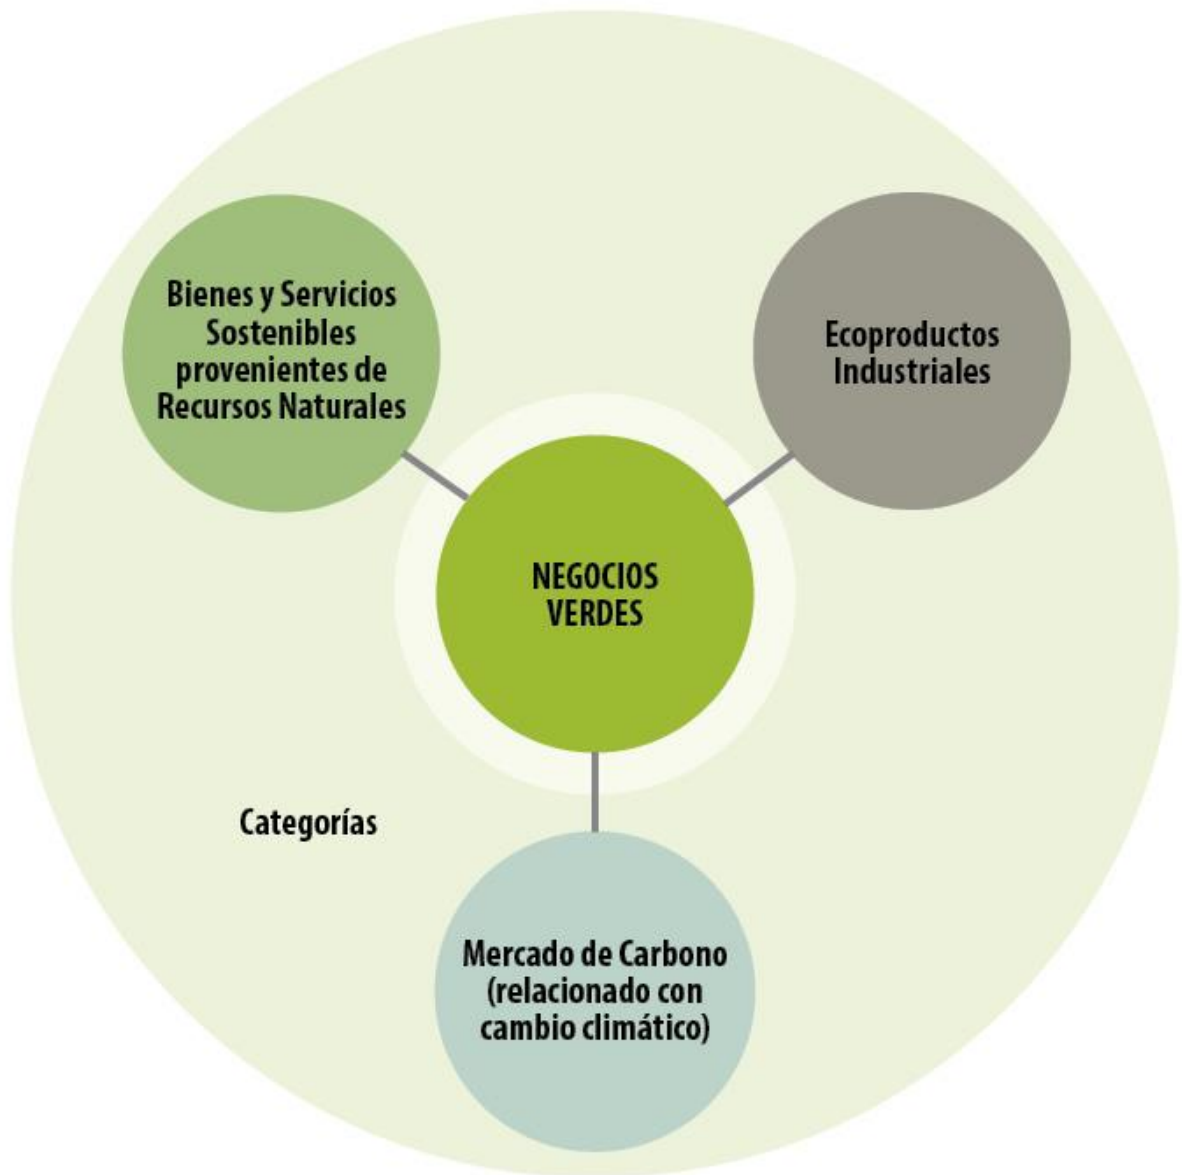 Bienes y Servicios
Sostenibles
provenientes de
Recursos Naturales
Ecoproductos
Industriales
NEGOCIOS
VERDES
Categorías
Mercado de Carbono
(relacionado con
cambio climático)